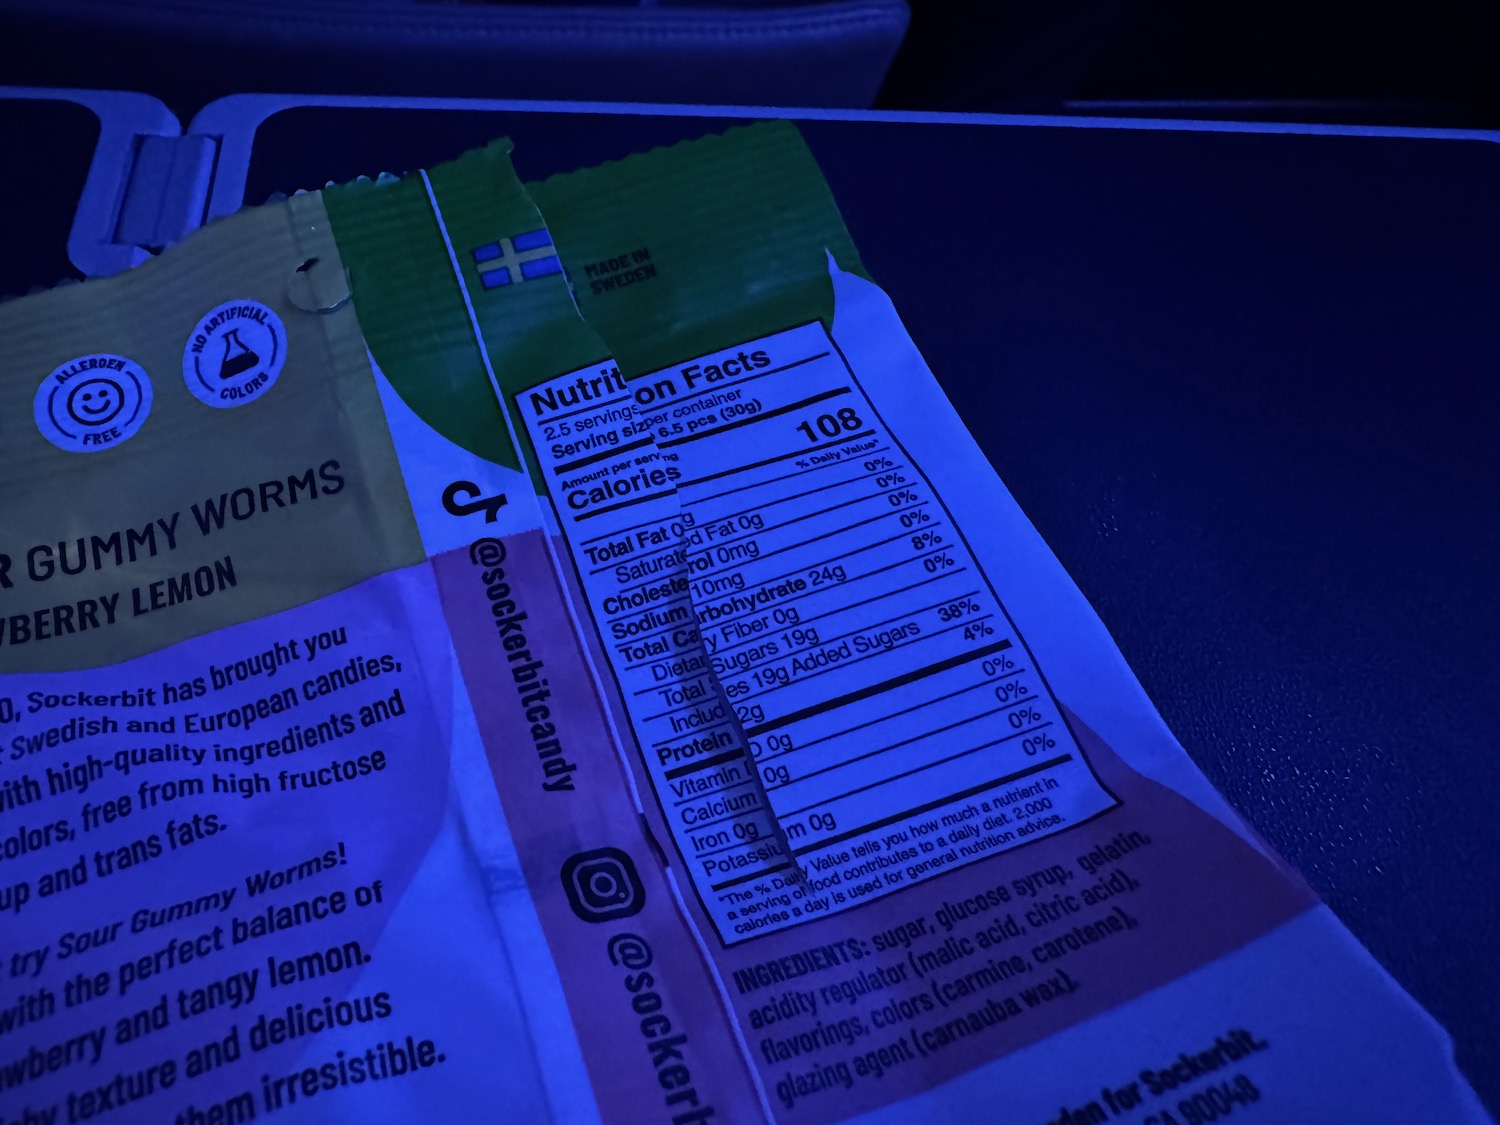 ALLERGEN
FREE
NO ARTIFICIAL
COLORS
GUMMY WORMS
LEMON
Sockerbit has brought you
Swedish and European candies,
high-quality ingredients and
colors, free from high fructose
up and trans fats.
try Sour Gummy Worms!
with the perfect balance of
and tangy lemon.
texture and delicious
them irresistible.
@sockerbitcandy
@sockerb
MADE IN
SWEDEN
Nutrition Facts
2.5 servings per container
Serving size 6.5 pcs (30g)
Amount per serving
Calories 108
% Daily Value*
Total Fat 0g 0%
Saturated Fat 0g 0%
Cholesterol 0mg 0%
Sodium 10mg 0%
Total Carbohydrate 24g 8%
Dietary Fiber 0g 0%
Total Sugars 19g
Includes 19g Added Sugars 38%
Protein 2g 4%
Vitamin D 0g 0%
Calcium 0g 0%
Iron 0g 0%
Potassium 0g 0%
*The % Daily Value tells you how much a nutrient in
a serving of food contributes to a daily diet. 2,000
calories a day is used for general nutrition advice.
INGREDIENTS: sugar, glucose syrup, gelatin,
acidity regulator (malic acid, citric acid),
flavorings, colors (carmine, carotene),
glazing agent (carnauba wax).
for Sockerbit.
90048